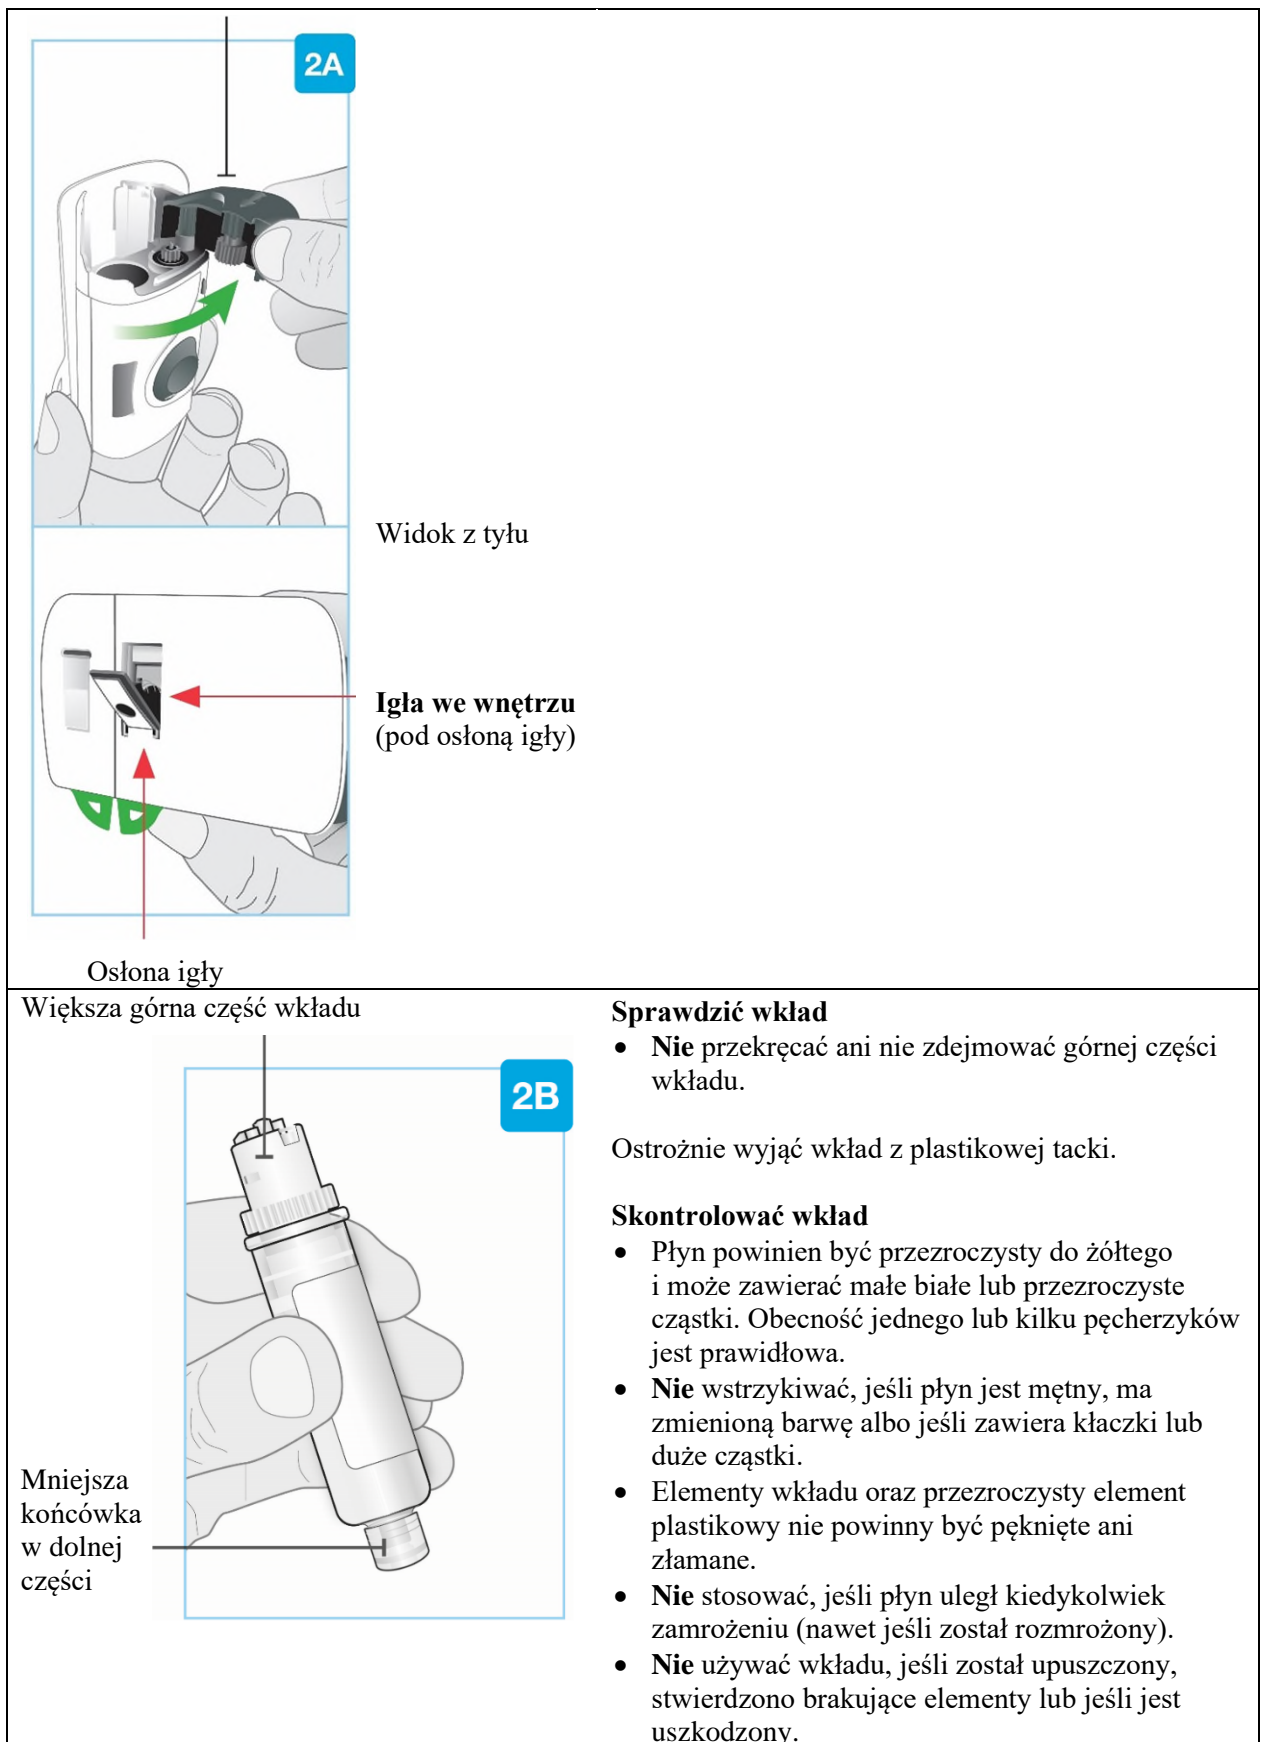 2A
Widok z tyłu
Igła we wnętrzu
(pod osłoną igły)
Osłona igły
Większa górna część wkładu
2B
Mniejsza
końcówka
w dolnej
części
Sprawdzić wkład
• Nie przekręcać ani nie zdejmować górnej części
wkładu.
Ostrożnie wyjąć wkład z plastikowej tacki.
Skontrolować wkład
• Płyn powinien być przezroczysty do żółtego
i może zawierać małe białe lub przezroczyste
cząstki. Obecność jednego lub kilku pęcherzyków
jest prawidłowa.
• Nie wstrzykiwać, jeśli płyn jest mętny, ma
zmienioną barwę albo jeśli zawiera kłaczki lub
duże cząstki.
• Elementy wkładu oraz przezroczysty element
plastikowy nie powinny być pęknięte ani
złamane.
• Nie stosować, jeśli płyn uległ kiedykolwiek
zamrożeniu (nawet jeśli został rozmrożony).
• Nie używać wkładu, jeśli został upuszczony,
stwierdzono brakujące elementy lub jeśli jest
uszkodzony.